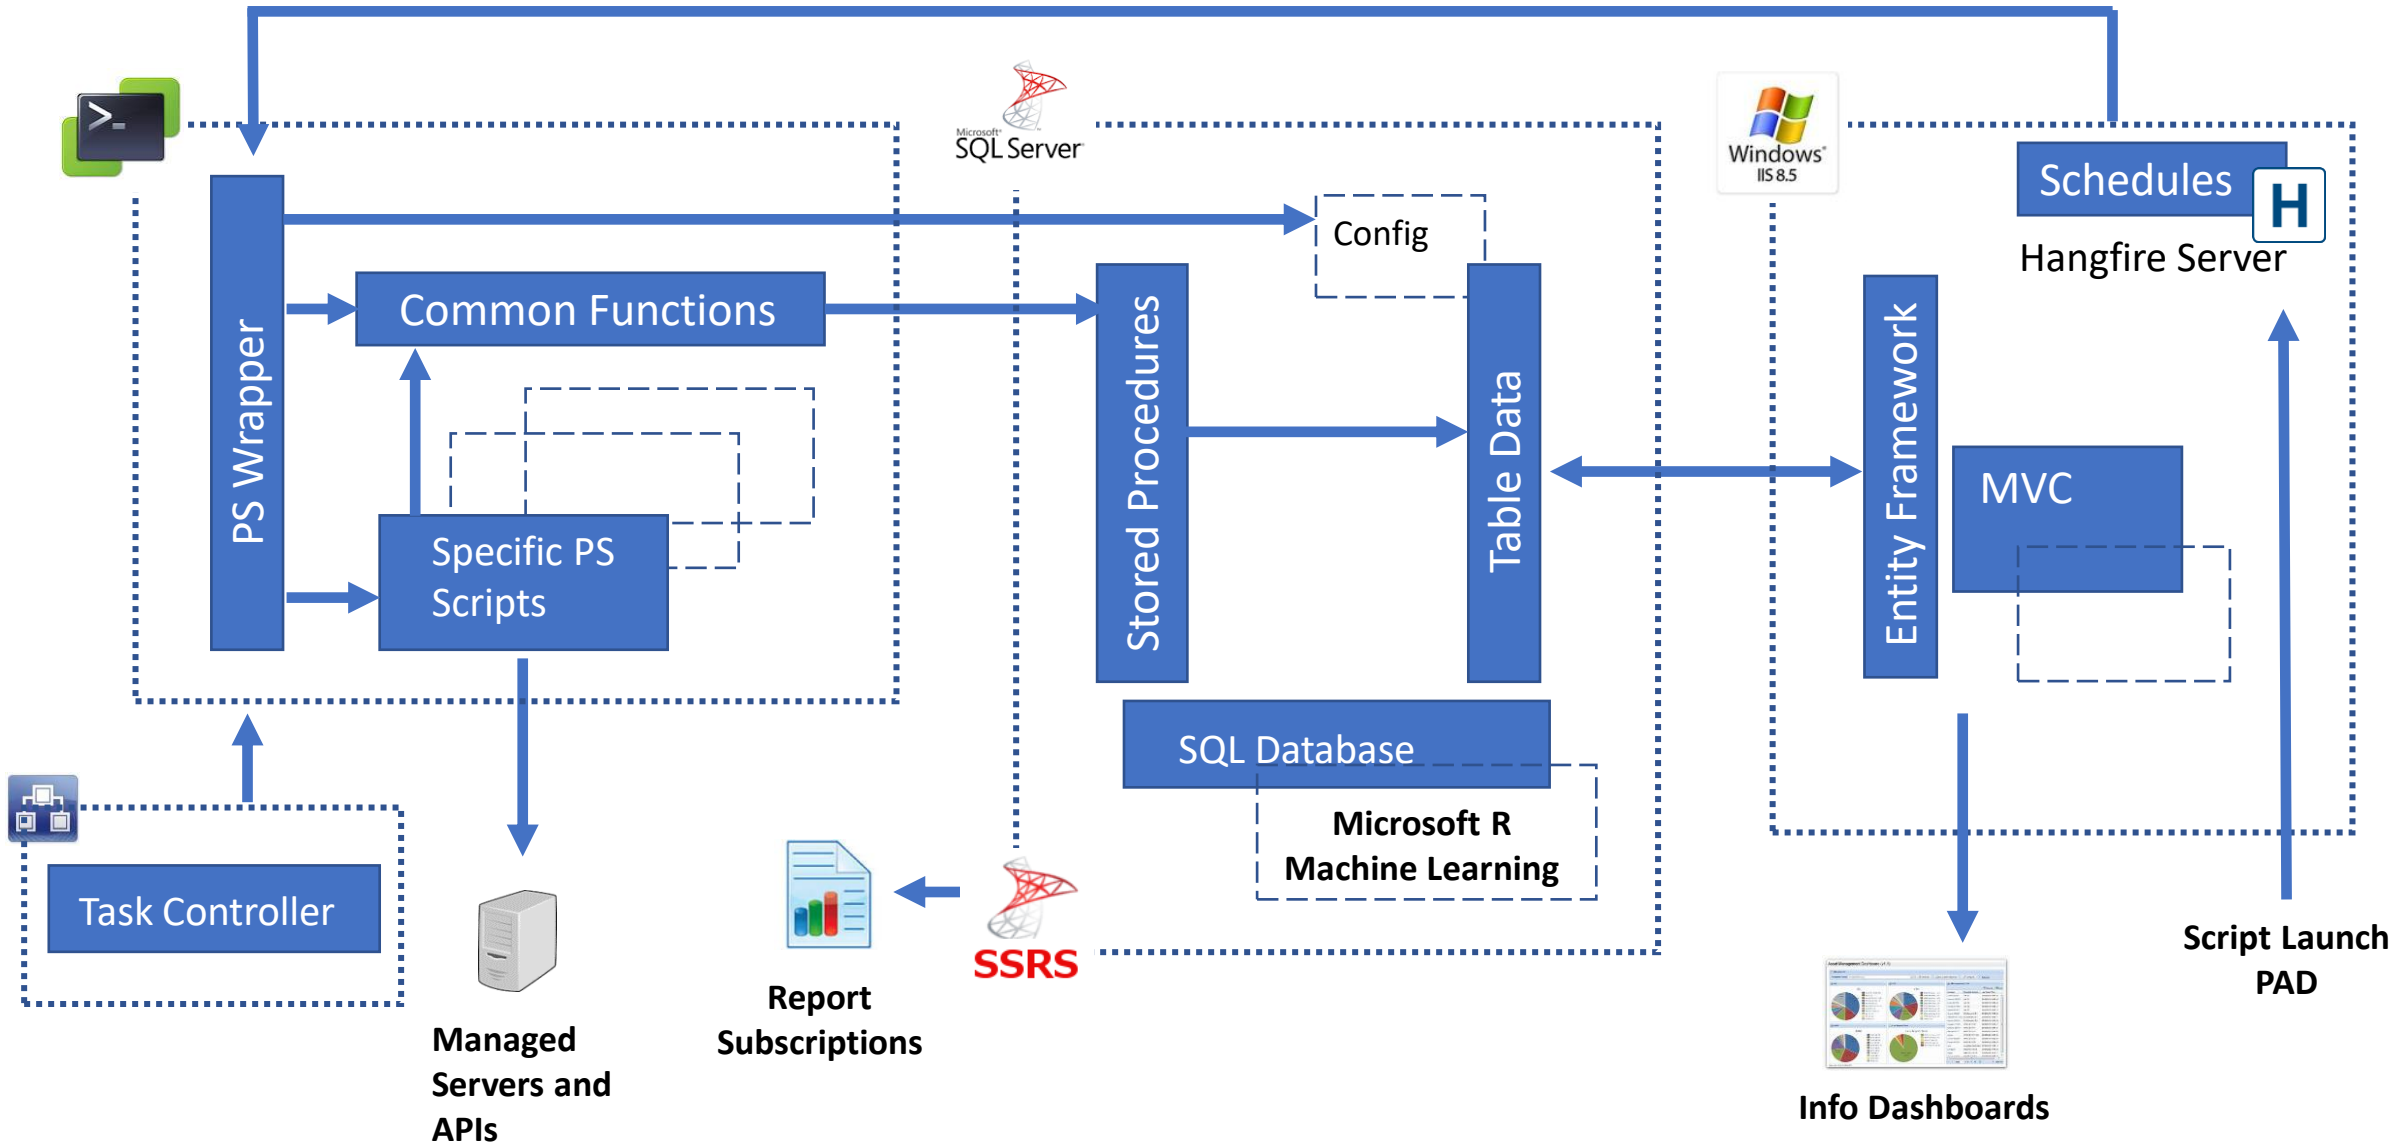 >_
Microsoft
SQL Server
Windows
IIS 8.5
Schedules
H
Hangfire Server
Config
PS Wrapper
Common Functions
Specific PS
Scripts
Stored Procedures
Table Data
Entity Framework
MVC
SQL Database
Microsoft R
Machine Learning
Task Controller
SSRS
Managed
Servers and
APIs
Report
Subscriptions
Script Launch
PAD
Info Dashboards